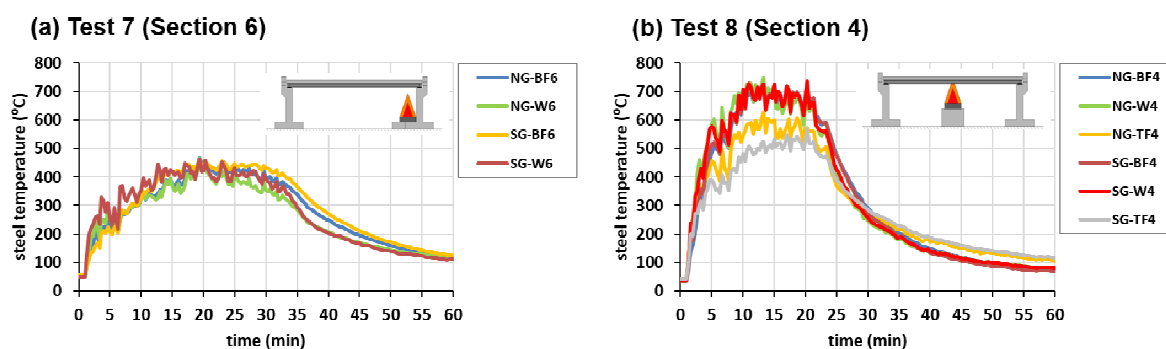 (a) Test 7 (Section 6)
800
700
600
500
400
300
200
100
0
steel temperature (ºC)
0 5 10 15 20 25 30 35 40 45 50 55 60
time (min)
NG-BF6
NG-W6
SG-BF6
SG-W6
(b) Test 8 (Section 4)
800
700
600
500
400
300
200
100
0
steel temperature (ºC)
0 5 10 15 20 25 30 35 40 45 50 55 60
time (min)
NG-BF4
NG-W4
NG-TF4
SG-BF4
SG-W4
SG-TF4